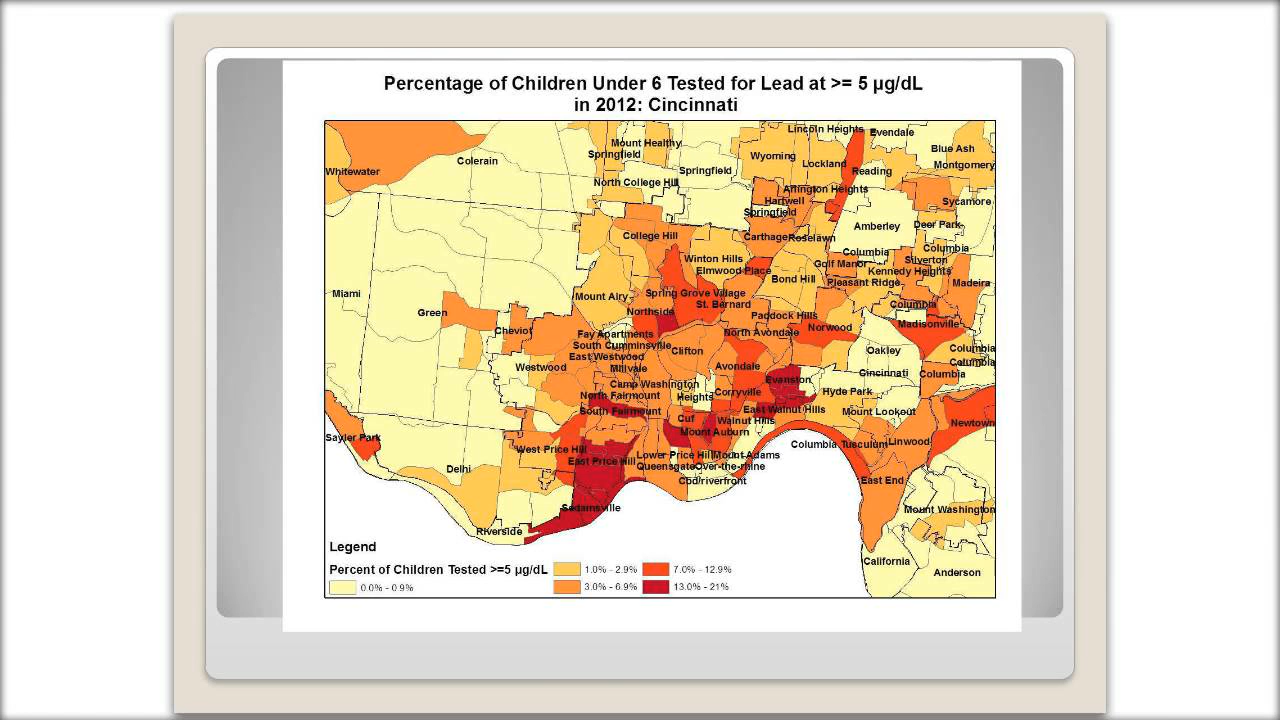 Percentage of Children Under 6 Tested for Lead at >= 5 µg/dL
in 2012: Cincinnati
Lincoln Heights
Evendale
Mount Healthy
Blue Ash
Springfield
Wyoming
Colerain
Lockland
Montgomery
Whitewater
Springfield
Reading
North College Hill
Arlington Heights
Hartwell
Sycamore
Springfield
Amberley
Deer Park
College Hill
Carthage
Roselawn
Columbia
Columbia
Winton Hills
Golf Manor
Silverton
Elmwood Place
Kennedy Heights
Bond Hill
Pleasant Ridge
Madeira
Miami
Mount Airy
Spring Grove Village
St. Bernard
Columbia
Green
Northside
Paddock Hills
Madisonville
Cheviot
Fay Apartments
North Avondale
Norwood
South Cumminsville
Clifton
Oakley
Columbia
East Westwood
Columbia
Westwood
Millvale
Avondale
Cincinnati
Columbia
Camp Washington
Evanston
North Fairmount
Heights
Corryville
Hyde Park
South Fairmount
East Walnut Hills
Mount Lookout
Cuf
Walnut Hills
Newtown
Mount Auburn
Sayler Park
Columbia Tusculum
Linwood
West Price Hill
Lower Price Hill
Mount Adams
East Price Hill
Queensgate
Over-the-rhine
Delhi
Cbd/riverfront
East End
Sedamsville
Mount Washington
Riverside
Legend
California
Percent of Children Tested >=5 µg/dL
1.0% - 2.9%
7.0% - 12.9%
Anderson
0.0% - 0.9%
3.0% - 6.9%
13.0% - 21%